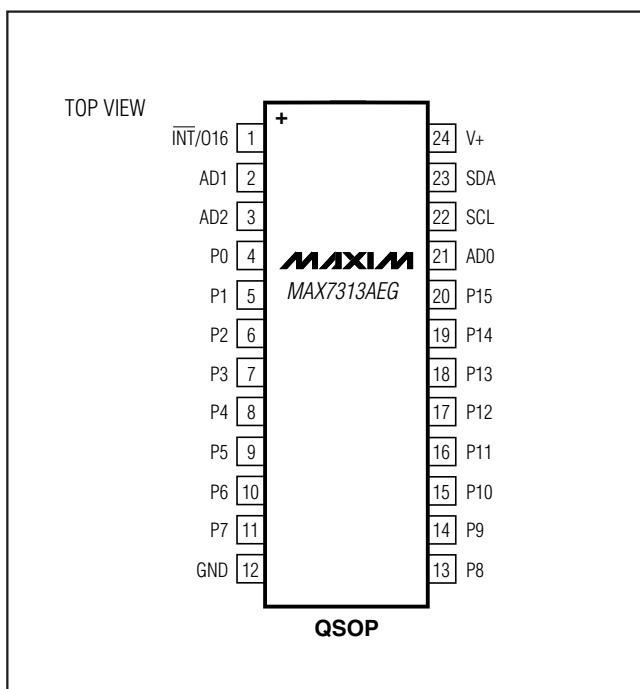 TOP VIEW
+
I̅N̅T̅/O16 1 24 V+
AD1 2 23 SDA
AD2 3 22 SCL
P0 4 MAXIM 21 AD0
P1 5 MAX7313AEG 20 P15
P2 6 19 P14
P3 7 18 P13
P4 8 17 P12
P5 9 16 P11
P6 10 15 P10
P7 11 14 P9
GND 12 13 P8
QSOP